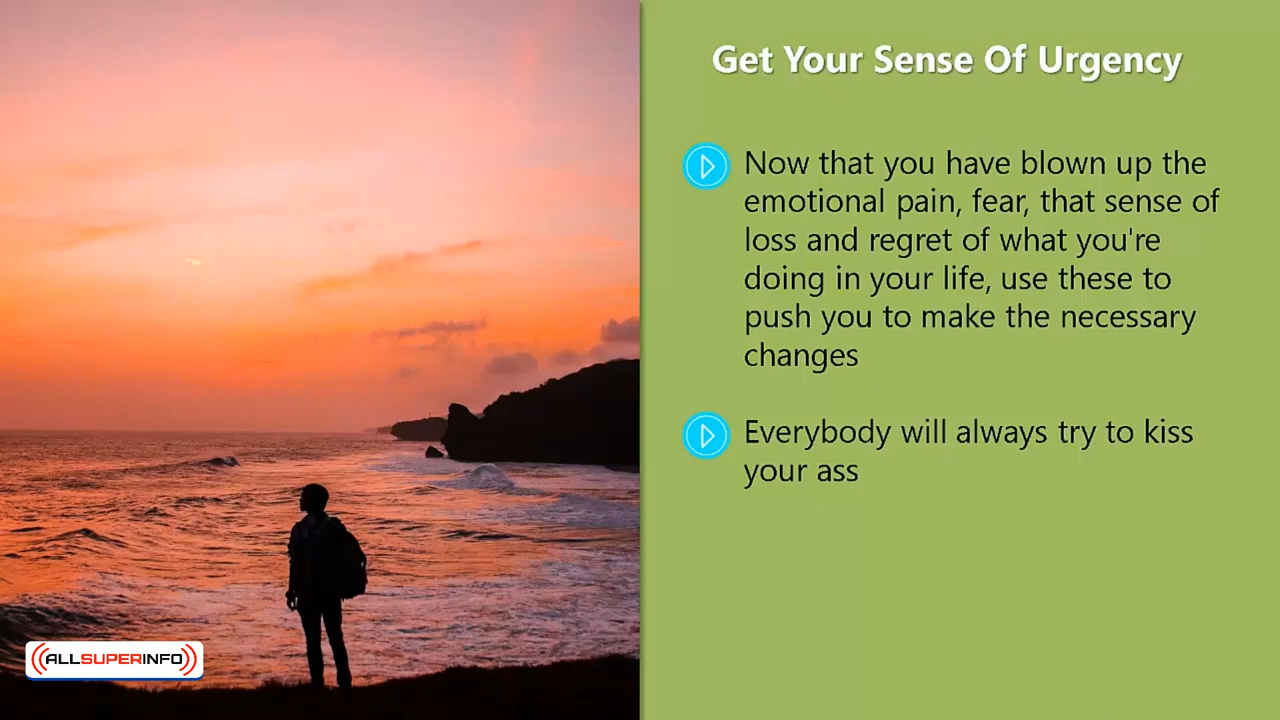 Get Your Sense Of Urgency
Now that you have blown up the
emotional pain, fear, that sense of
loss and regret of what you're
doing in your life, use these to
push you to make the necessary
changes
Everybody will always try to kiss
your ass
ALLSUPERINFO